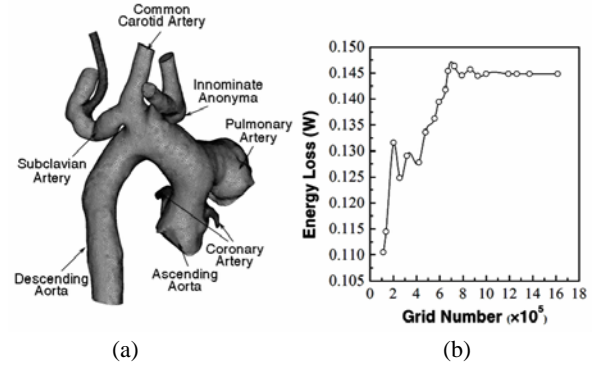 Common
Carotid Artery
Innominate
Anonyma
Pulmonary
Artery
Subclavian
Artery
Coronary
Artery
Descending
Aorta
Ascending
Aorta
(a)
0.150
0.145
0.140
0.135
0.130
0.125
0.120
0.115
0.110
0.105
Energy Loss (W)
0 2 4 6 8 10 12 14 16 18
Grid Number (×10⁵)
(b)